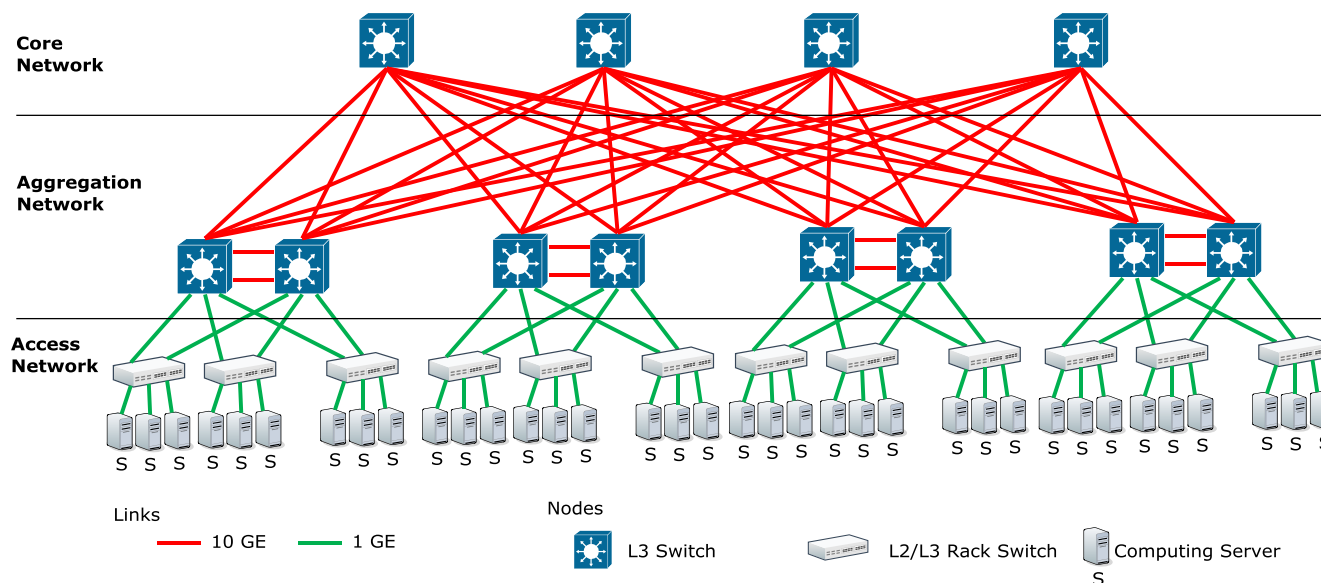 Core
Network
Aggregation
Network
Access
Network
S S S S S S S S S S S S S S S S S S S S S S S S S S S S S S S S S S S S
Links
10 GE
1 GE
Nodes
L3 Switch
L2/L3 Rack Switch
Computing Server
S